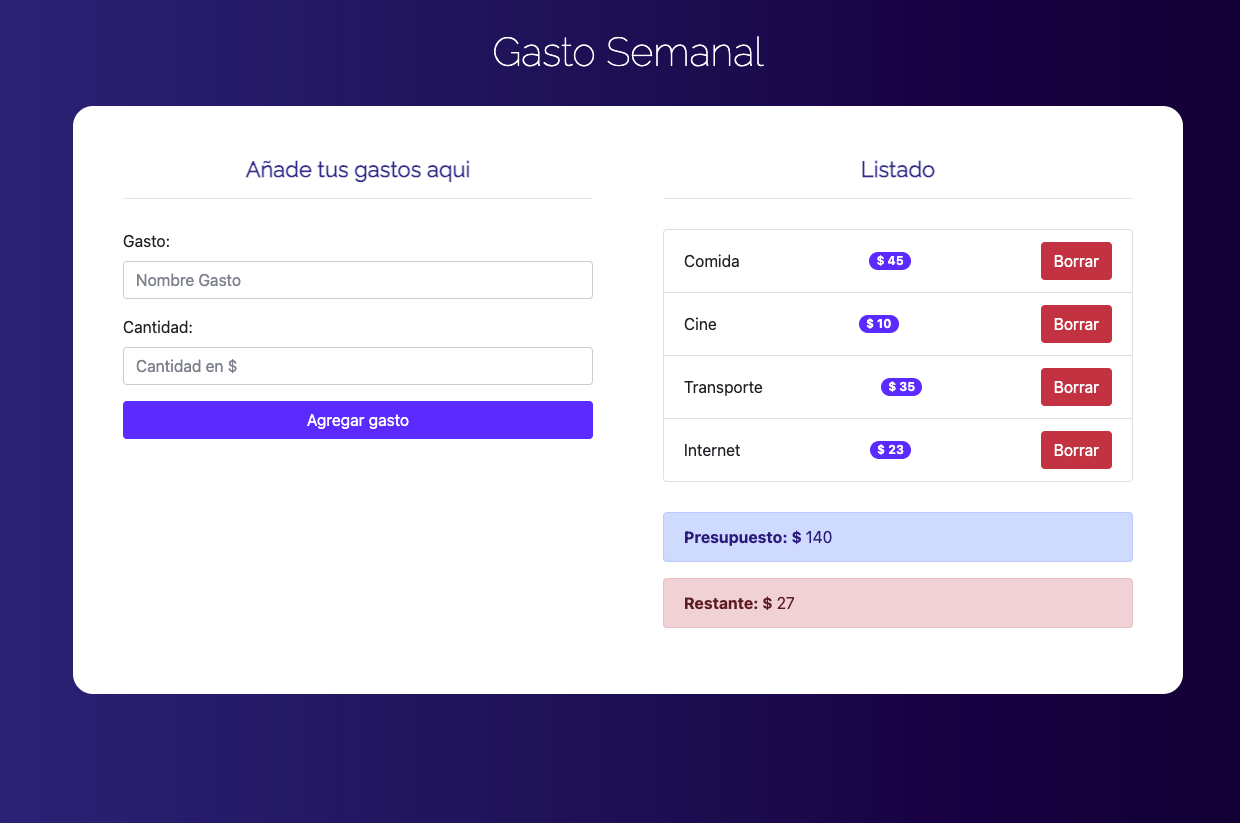 Gasto Semanal
Añade tus gastos aqui
Gasto:
Nombre Gasto
Cantidad:
Cantidad en $
Agregar gasto
Listado
Comida $ 45 Borrar
Cine $ 10 Borrar
Transporte $ 35 Borrar
Internet $ 23 Borrar
Presupuesto: $ 140
Restante: $ 27